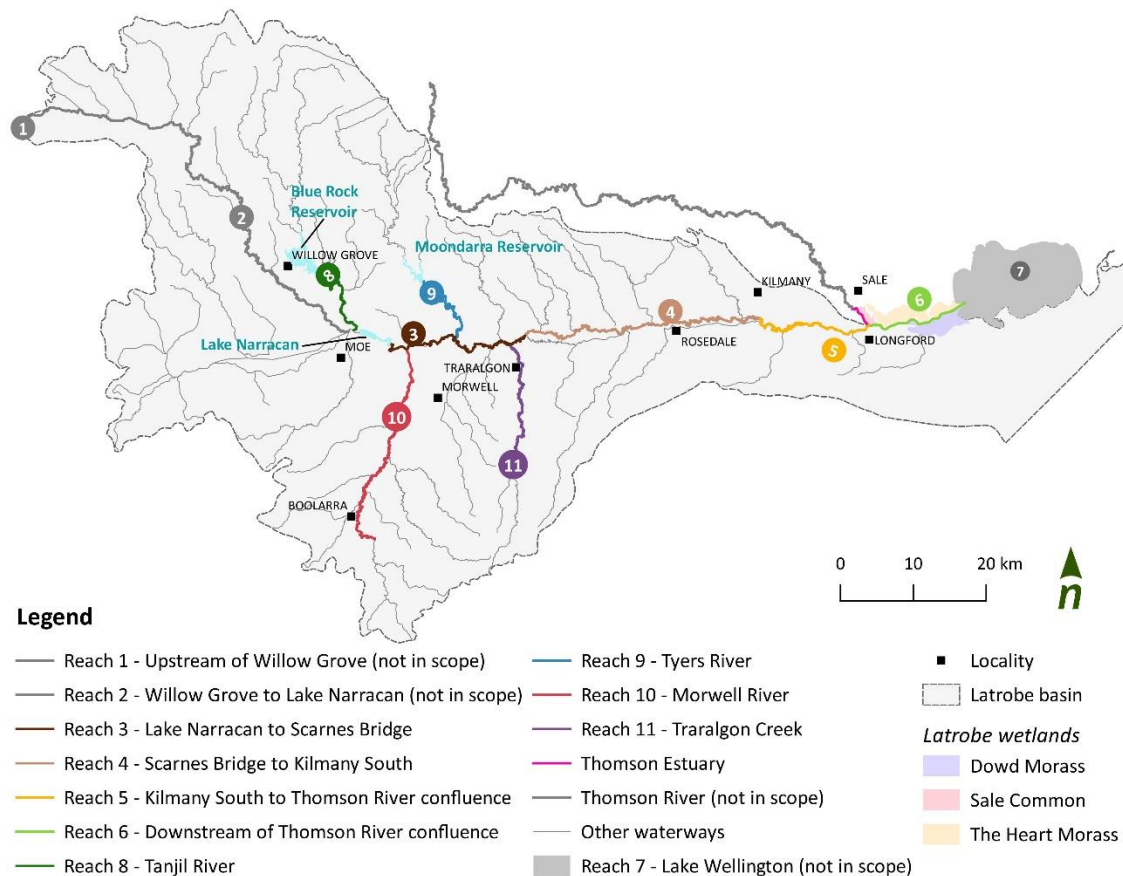 1
2
Blue Rock
Reservoir
WILLOW GROVE
8
Moondarra Reservoir
9
Lake Narracan
MOE
3
TRARALGON
MORWELL
10
11
BOOLARRA
4
ROSEDALE
KILMANY
SALE
5
LONGFORD
6
7
0 10 20 km
n
Legend
Reach 1 - Upstream of Willow Grove (not in scope)
Reach 2 - Willow Grove to Lake Narracan (not in scope)
Reach 3 - Lake Narracan to Scarnes Bridge
Reach 4 - Scarnes Bridge to Kilmany South
Reach 5 - Kilmany South to Thomson River confluence
Reach 6 - Downstream of Thomson River confluence
Reach 8 - Tanjil River
Reach 9 - Tyers River
Reach 10 - Morwell River
Reach 11 - Traralgon Creek
Thomson Estuary
Thomson River (not in scope)
Other waterways
Reach 7 - Lake Wellington (not in scope)
Locality
Latrobe basin
Latrobe wetlands
Dowd Morass
Sale Common
The Heart Morass